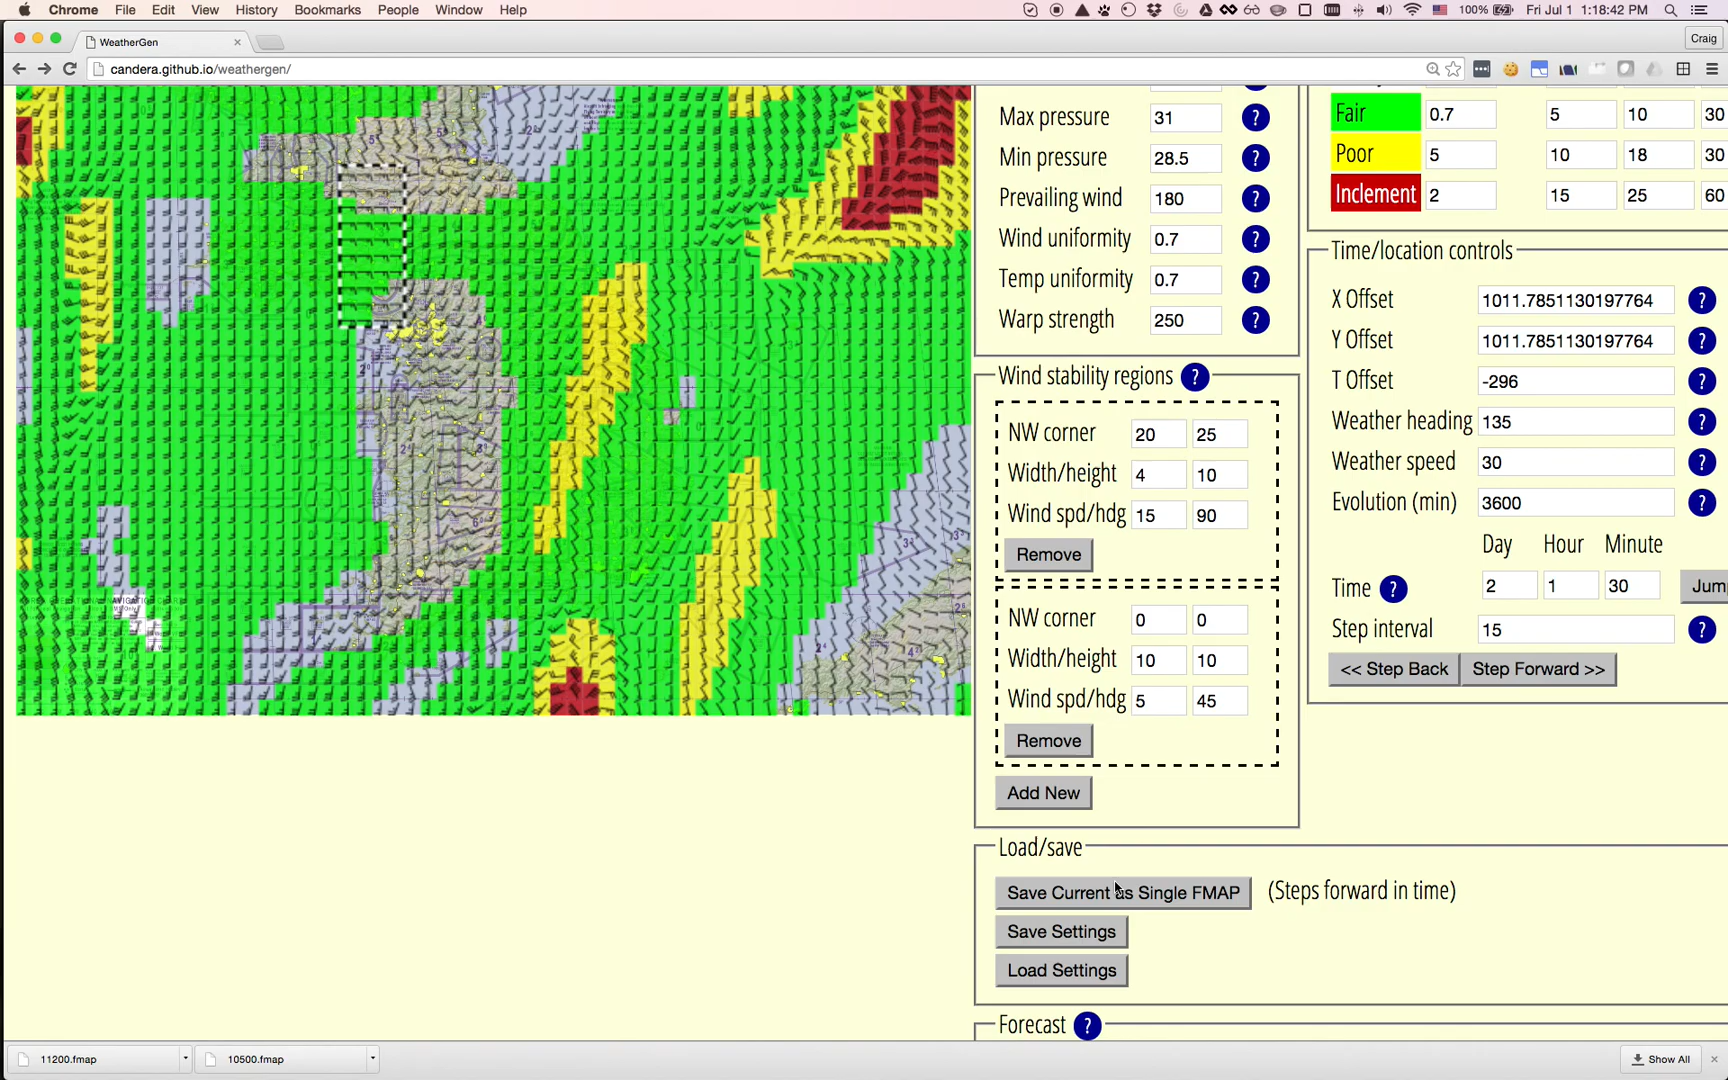 Chrome File Edit View History Bookmarks People Window Help
100% Fri Jul 1 1:18:42 PM
WeatherGen
Craig
candera.github.io/weathergen/
Max pressure 31 ?
Min pressure 28.5 ?
Prevailing wind 180 ?
Wind uniformity 0.7 ?
Temp uniformity 0.7 ?
Warp strength 250 ?
Wind stability regions ?
NW corner 20 25
Width/height 4 10
Wind spd/hdg 15 90
Remove
NW corner 0 0
Width/height 10 10
Wind spd/hdg 5 45
Remove
Add New
Fair 0.7 5 10 30
Poor 5 10 18 30
Inclement 2 15 25 60
Time/location controls
X Offset 1011.7851130197764 ?
Y Offset 1011.7851130197764 ?
T Offset -296 ?
Weather heading 135 ?
Weather speed 30 ?
Evolution (min) 3600 ?
Day Hour Minute
Time ? 2 1 30 Jum
Step interval 15 ?
<< Step Back Step Forward >>
Load/save
Save Current as Single FMAP (Steps forward in time)
Save Settings
Load Settings
Forecast ?
11200.fmap 10500.fmap Show All